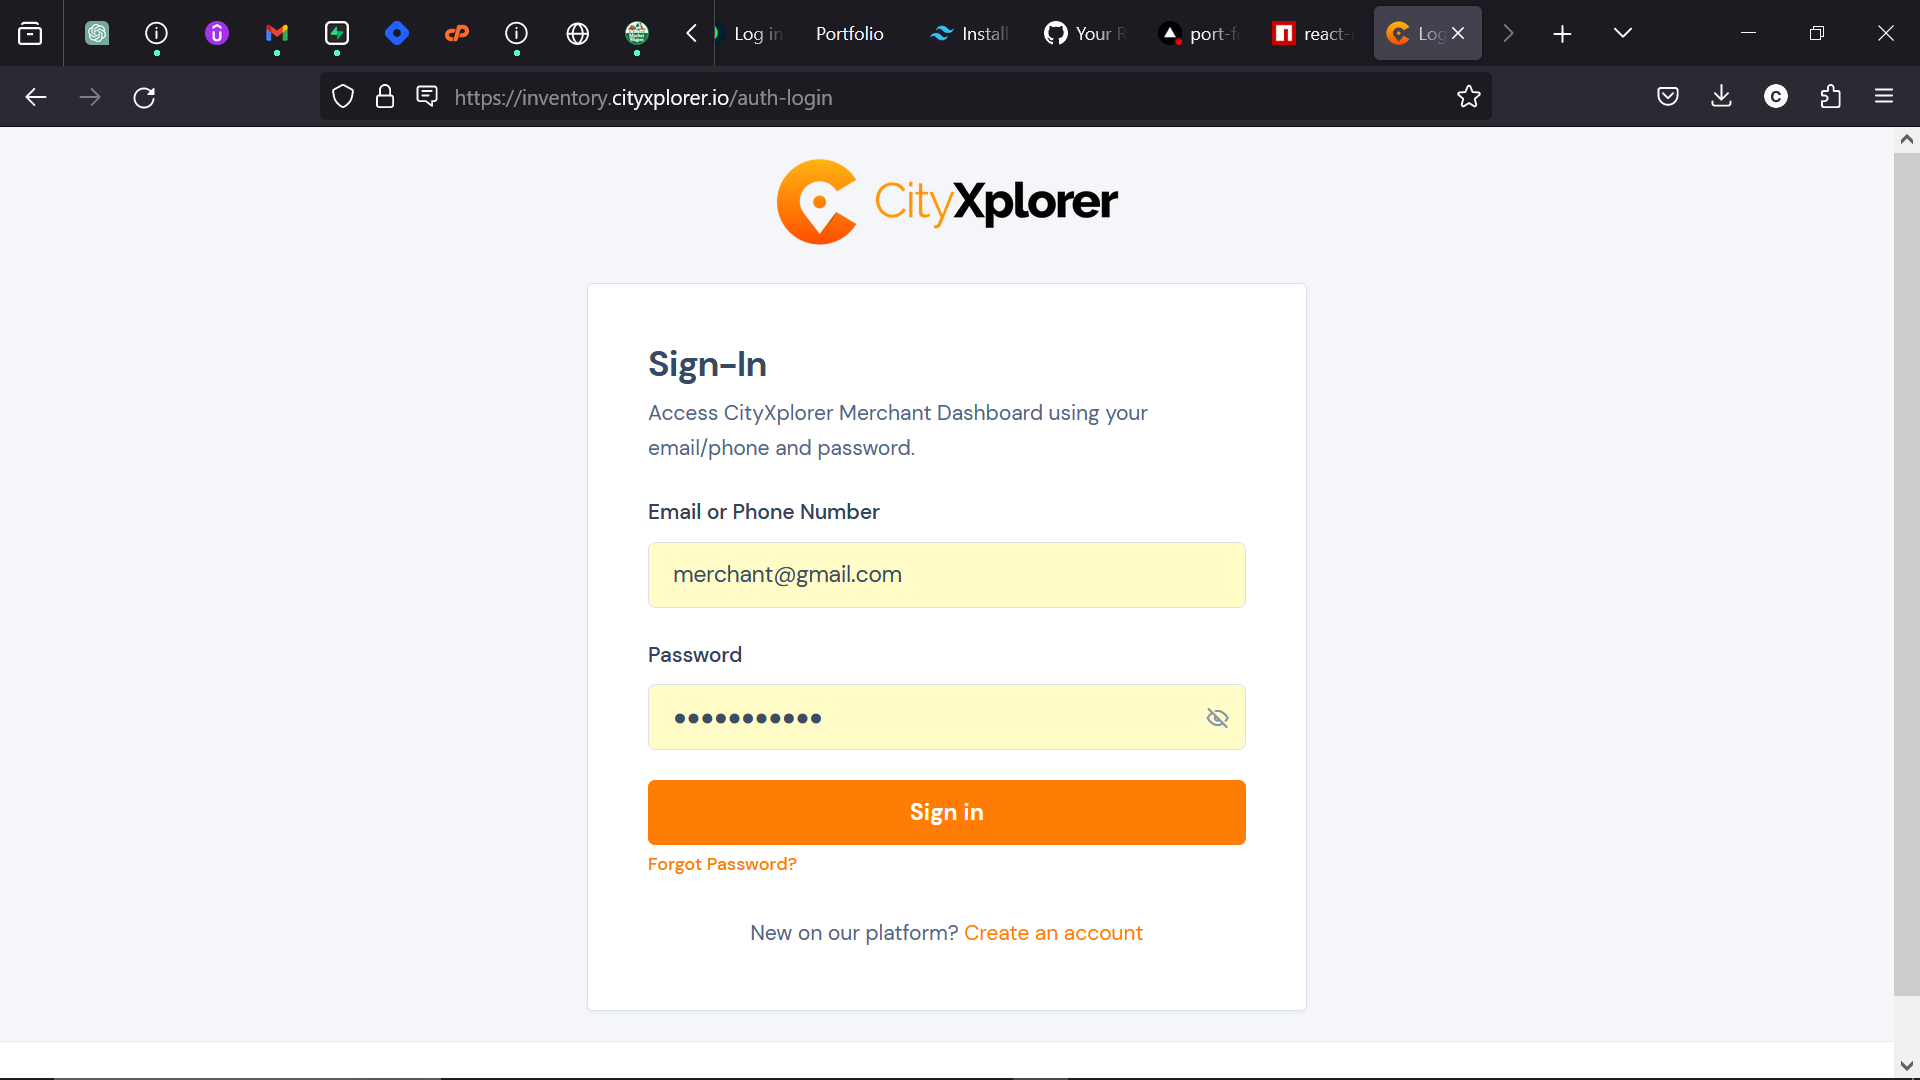 Log in
Portfolio
Install
Your R
port-f
react-
Log
https://inventory.cityxplorer.io/auth-login
CityXplorer
Sign-In
Access CityXplorer Merchant Dashboard using your
email/phone and password.
Email or Phone Number
merchant@gmail.com
Password
Sign in
Forgot Password?
New on our platform? Create an account